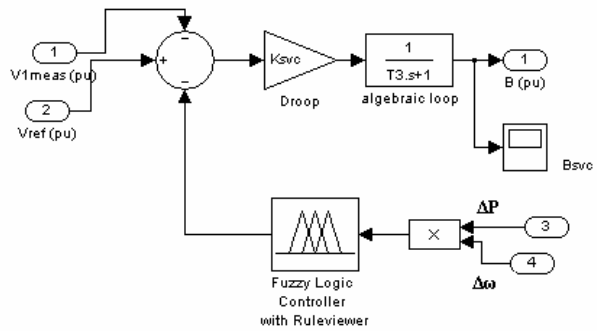 1
V1meas (pu)
2
Vref (pu)
−
+
−
Ksvc
Droop
1
T3.s+1
algebraic loop
1
B (pu)
Bsvc
ΔP
3
×
4
Δω
Fuzzy Logic
Controller
with Ruleviewer